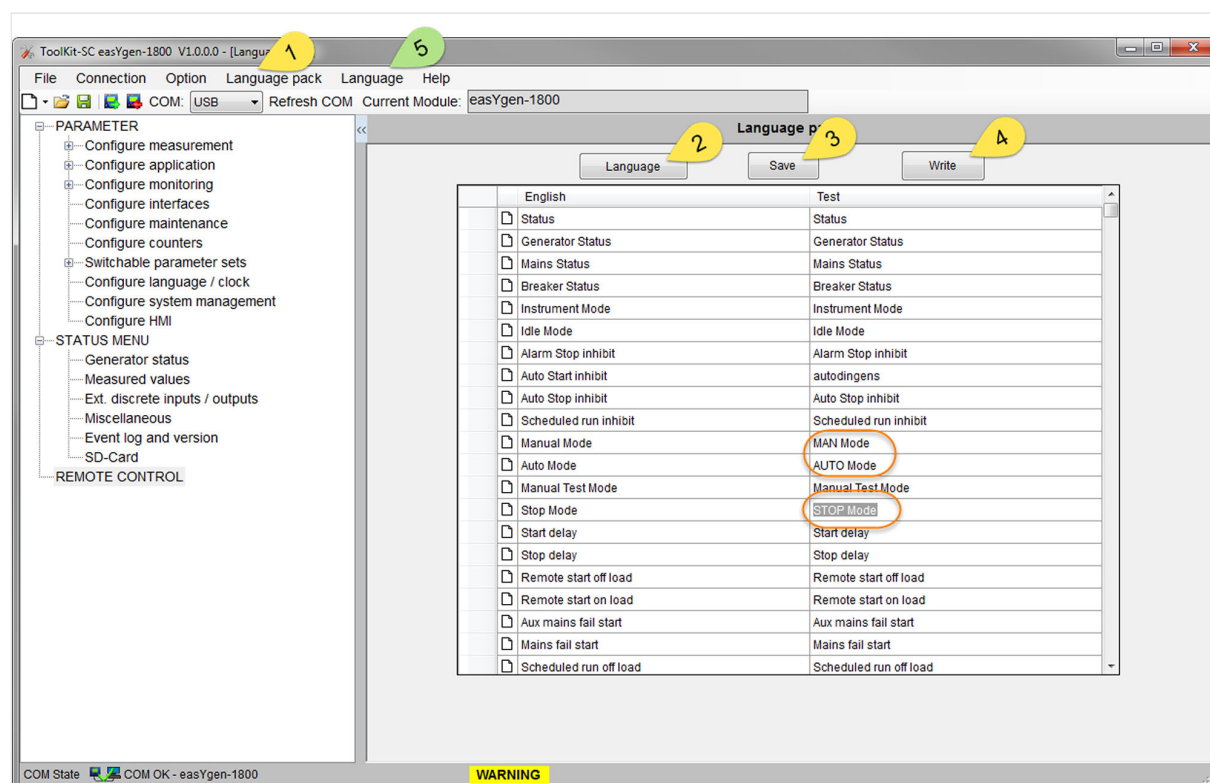 ToolKit-SC easYgen-1800 V1.0.0.0 - [Langua
1
5
File Connection Option Language pack Language Help
COM: USB Refresh COM Current Module: easYgen-1800
PARAMETER
Configure measurement
Configure application
Configure monitoring
Configure interfaces
Configure maintenance
Configure counters
Switchable parameter sets
Configure language / clock
Configure system management
Configure HMI
STATUS MENU
Generator status
Measured values
Ext. discrete inputs / outputs
Miscellaneous
Event log and version
SD-Card
REMOTE CONTROL
<<
Language p
2
3
4
Language Save Write
English Test
Status Status
Generator Status Generator Status
Mains Status Mains Status
Breaker Status Breaker Status
Instrument Mode Instrument Mode
Idle Mode Idle Mode
Alarm Stop inhibit Alarm Stop inhibit
Auto Start inhibit autodingens
Auto Stop inhibit Auto Stop inhibit
Scheduled run inhibit Scheduled run inhibit
Manual Mode MAN Mode
Auto Mode AUTO Mode
Manual Test Mode Manual Test Mode
Stop Mode STOP Mode
Start delay Start delay
Stop delay Stop delay
Remote start off load Remote start off load
Remote start on load Remote start on load
Aux mains fail start Aux mains fail start
Mains fail start Mains fail start
Scheduled run off load Scheduled run off load
COM State COM OK - easYgen-1800 WARNING